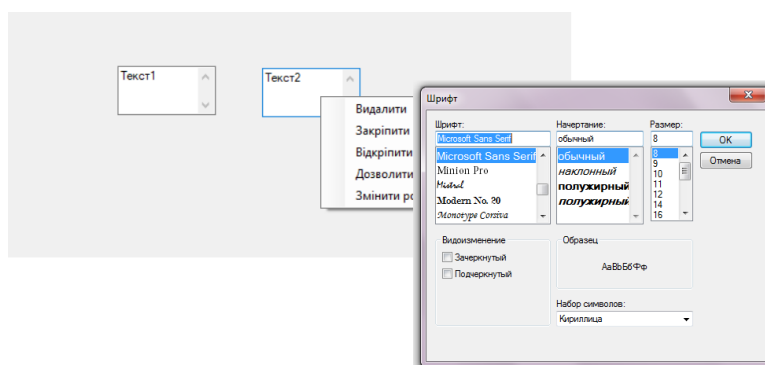 Текст1
Текст2
Видалити
Закріпити
Відкріпити
Дозволити
Змінити
Шрифт
Шрифт:
Microsoft Sans Serif
Microsoft Sans Serif
Minion Pro
Mistral
Modern No. 20
Monotype Corsiva
Начертание:
обычный
обычный
наклонный
полужирный
полужирный
Размер:
8
8
9
10
11
12
14
16
OK
Отмена
Видоизменение
Зачеркнутый
Подчеркнутый
Образец
АаВbБбФф
Набор символов:
Кириллица